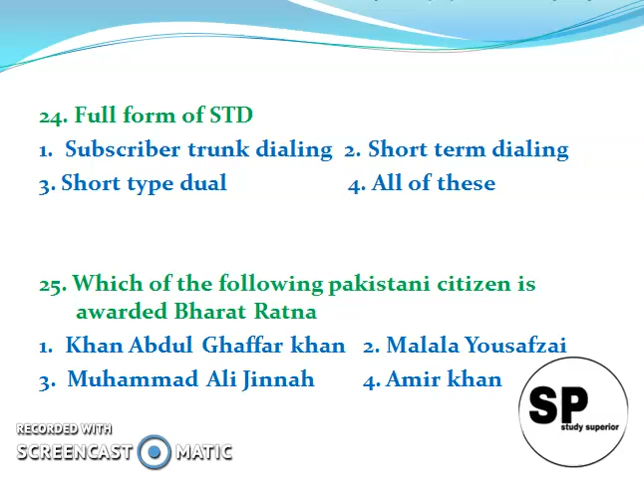 24. Full form of STD
1. Subscriber trunk dialing 2. Short term dialing
3. Short type dual 4. All of these
25. Which of the following pakistani citizen is
awarded Bharat Ratna
1. Khan Abdul Ghaffar khan 2. Malala Yousafzai
3. Muhammad Ali Jinnah 4. Amir khan
SP
study superior
RECORDED WITH
SCREENCAST MATIC